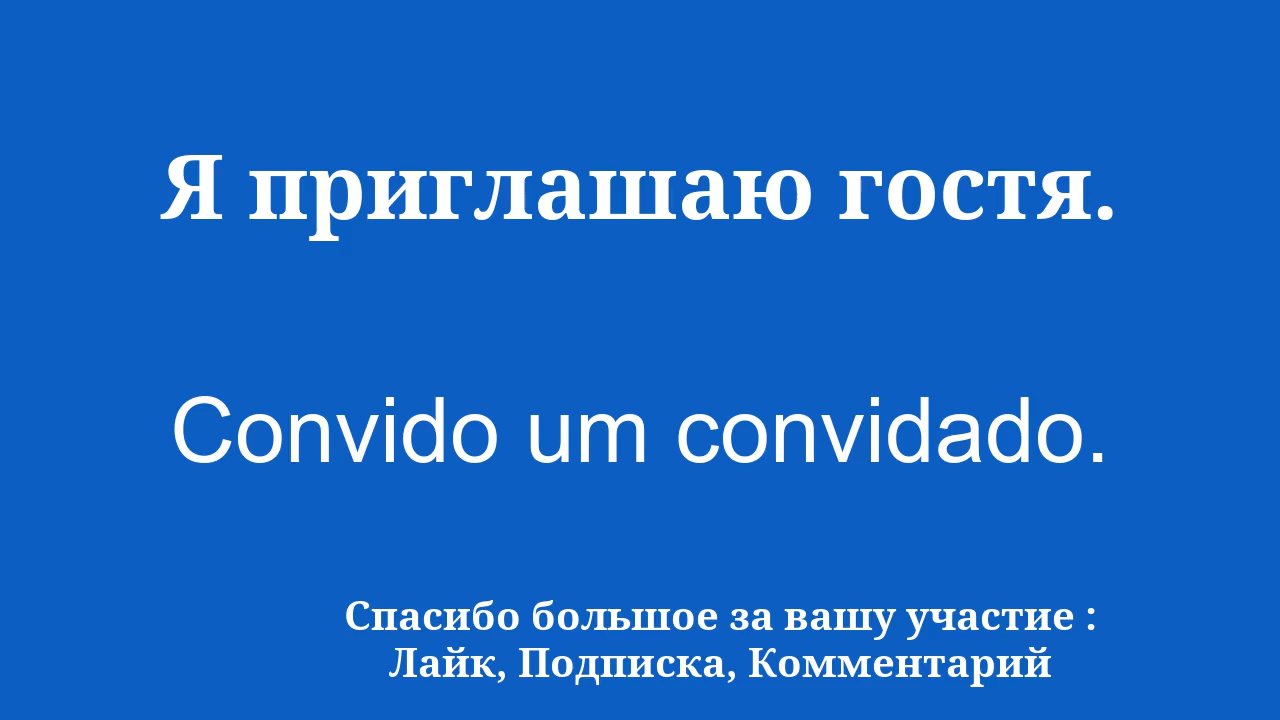 Я приглашаю гостя.
Convido um convidado.
Спасибо большое за вашу участие :
Лайк, Подписка, Комментарий